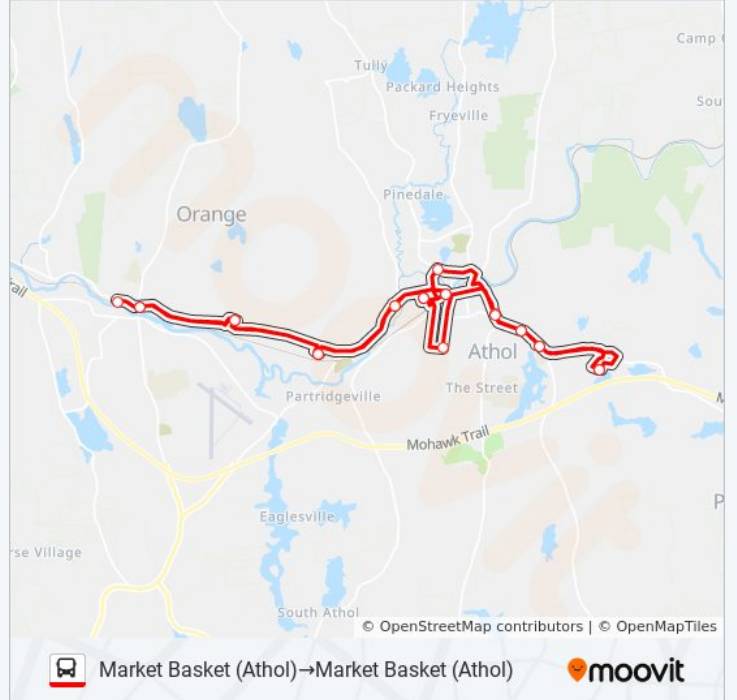 Camp
Tully
Packard Heights
Sou
Fryeville
Pinedale
Orange
rail
Athol
The Street
Partridgeville
Mohawk Trail
M
P
Eaglesville
rse Village
South Athol
© OpenStreetMap contributors | © OpenMapTiles
Market Basket (Athol)→Market Basket (Athol)
moovit